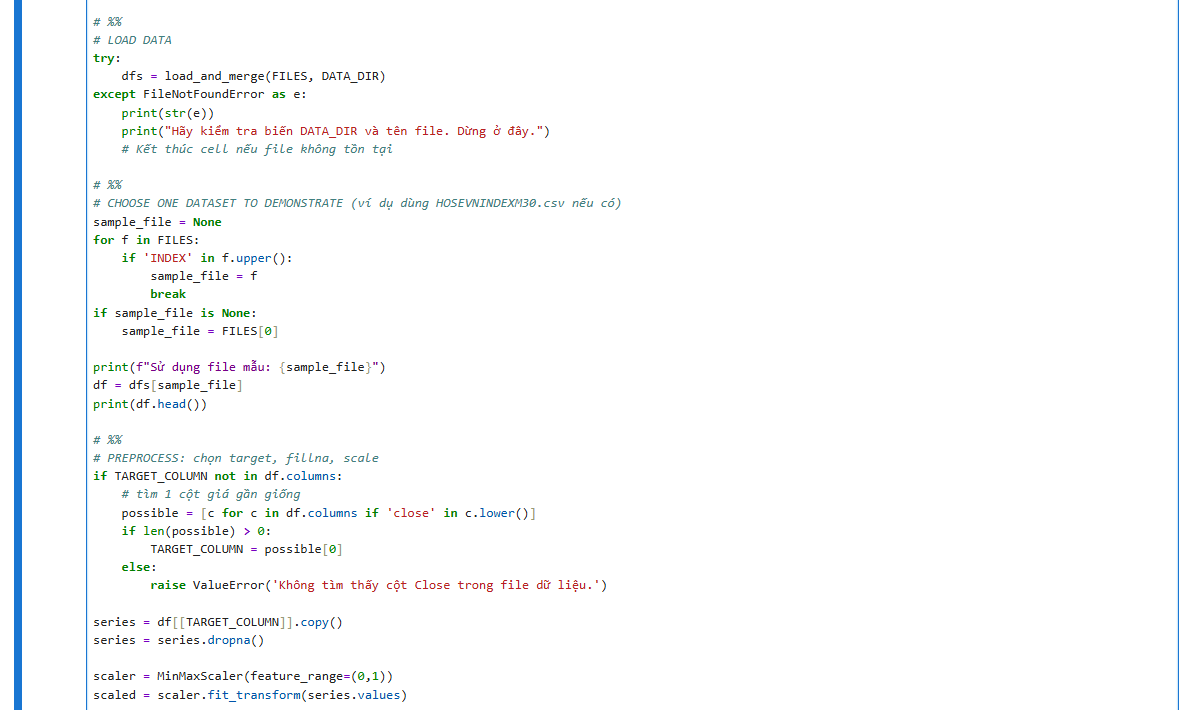 # %%
# LOAD DATA
try:
    dfs = load_and_merge(FILES, DATA_DIR)
except FileNotFoundError as e:
    print(str(e))
    print("Hãy kiểm tra biến DATA_DIR và tên file. Dừng ở đây.")
    # Kết thúc cell nếu file không tồn tại

# %%
# CHOOSE ONE DATASET TO DEMONSTRATE (ví dụ dùng HOSEVNINDEXM30.csv nếu có)
sample_file = None
for f in FILES:
    if 'INDEX' in f.upper():
        sample_file = f
        break
if sample_file is None:
    sample_file = FILES[0]

print(f"Sử dụng file mẫu: {sample_file}")
df = dfs[sample_file]
print(df.head())

# %%
# PREPROCESS: chọn target, fillna, scale
if TARGET_COLUMN not in df.columns:
    # tìm 1 cột giá gần giống
    possible = [c for c in df.columns if 'close' in c.lower()]
    if len(possible) > 0:
        TARGET_COLUMN = possible[0]
    else:
        raise ValueError('Không tìm thấy cột Close trong file dữ liệu.')

series = df[[TARGET_COLUMN]].copy()
series = series.dropna()

scaler = MinMaxScaler(feature_range=(0,1))
scaled = scaler.fit_transform(series.values)